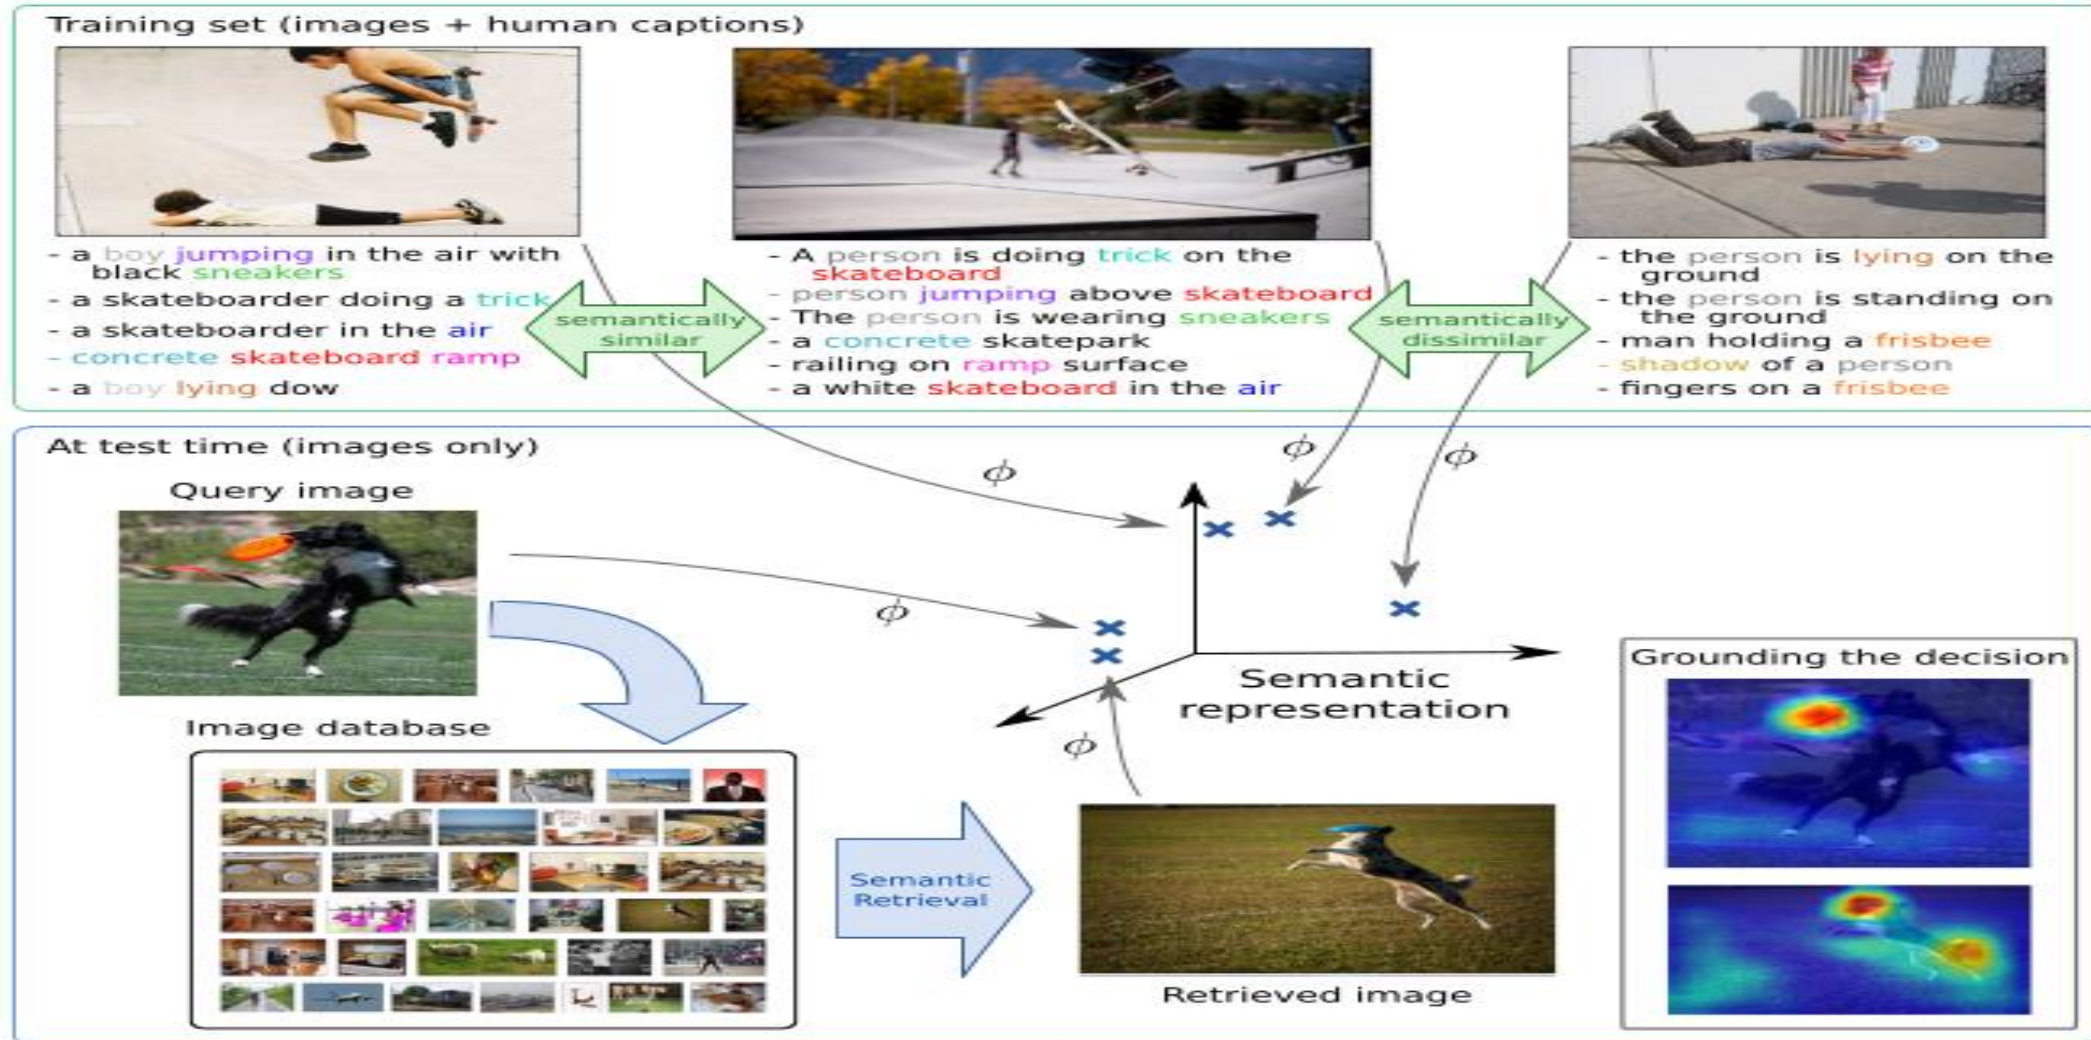 Training set (images + human captions)
- a boy jumping in the air with
black sneakers
- a skateboarder doing a trick
- a skateboarder in the air
- concrete skateboard ramp
- a boy lying dow
semantically
similar
- A person is doing trick on the
skateboard
- person jumping above skateboard
- The person is wearing sneakers
- a concrete skatepark
- railing on ramp surface
- a white skateboard in the air
semantically
dissimilar
- the person is lying on the
ground
- the person is standing on
the ground
- man holding a frisbee
- shadow of a person
- fingers on a frisbee
At test time (images only)
Query image
ϕ
ϕ
ϕ
ϕ
Semantic
representation
Image database
ϕ
Semantic
Retrieval
Retrieved image
Grounding the decision